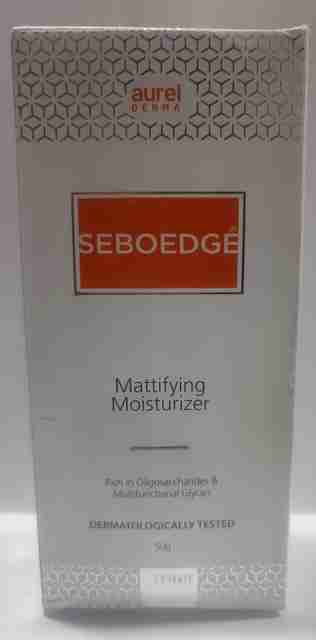 aurel
DERMA
SEBOEDGE®
Mattifying
Moisturizer
Rich in Oligosaccharides &
Multifunctional Glycan
DERMATOLOGICALLY TESTED
50g